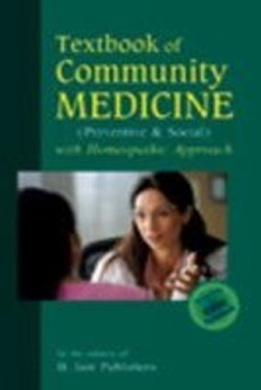 Textbook of
Community
MEDICINE
(Preventive & Social)
with Homeopathic Approach
B. Jain Publishers